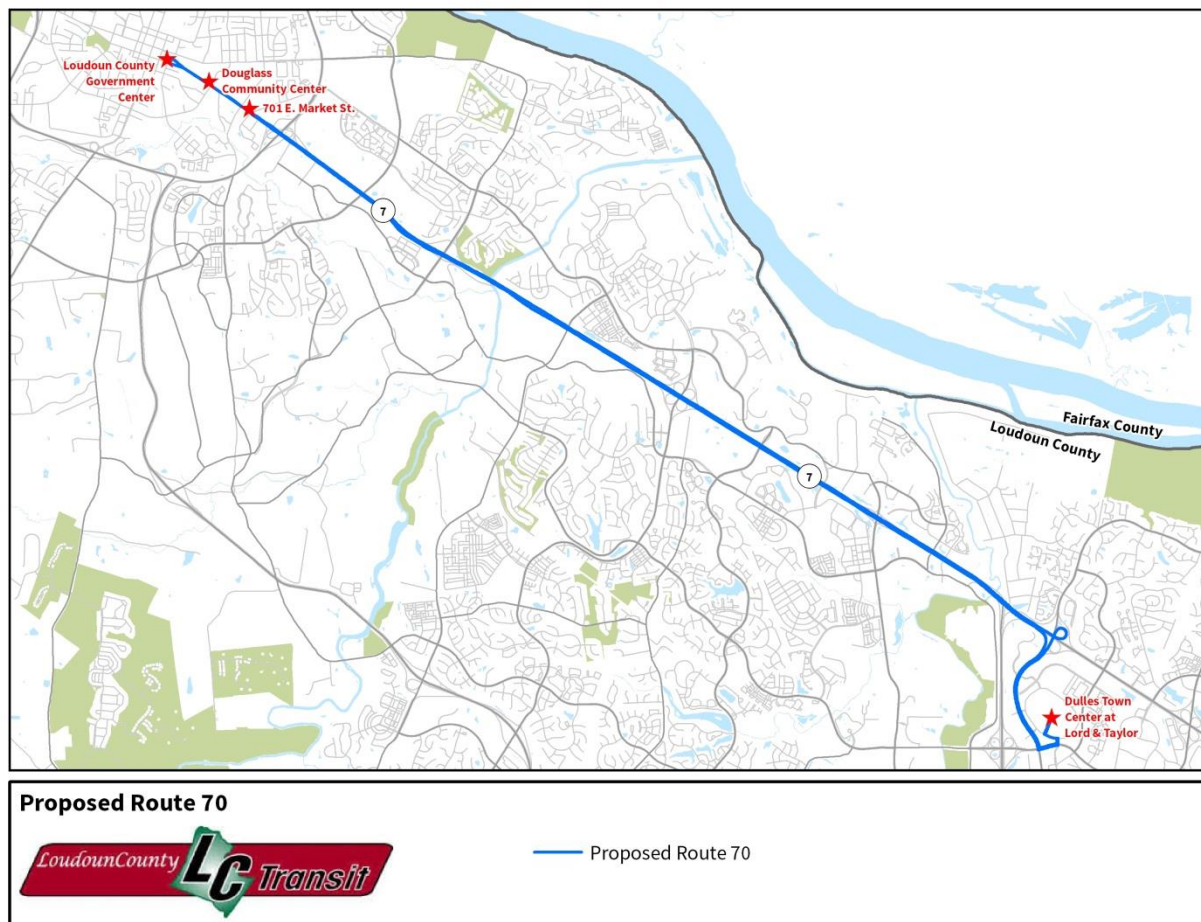 Loudoun County
Government
Center
Douglass
Community Center
701 E. Market St.
7
Fairfax County
Loudoun County
7
Dulles Town
Center at
Lord & Taylor
Proposed Route 70
LoudounCounty
LC Transit
Proposed Route 70